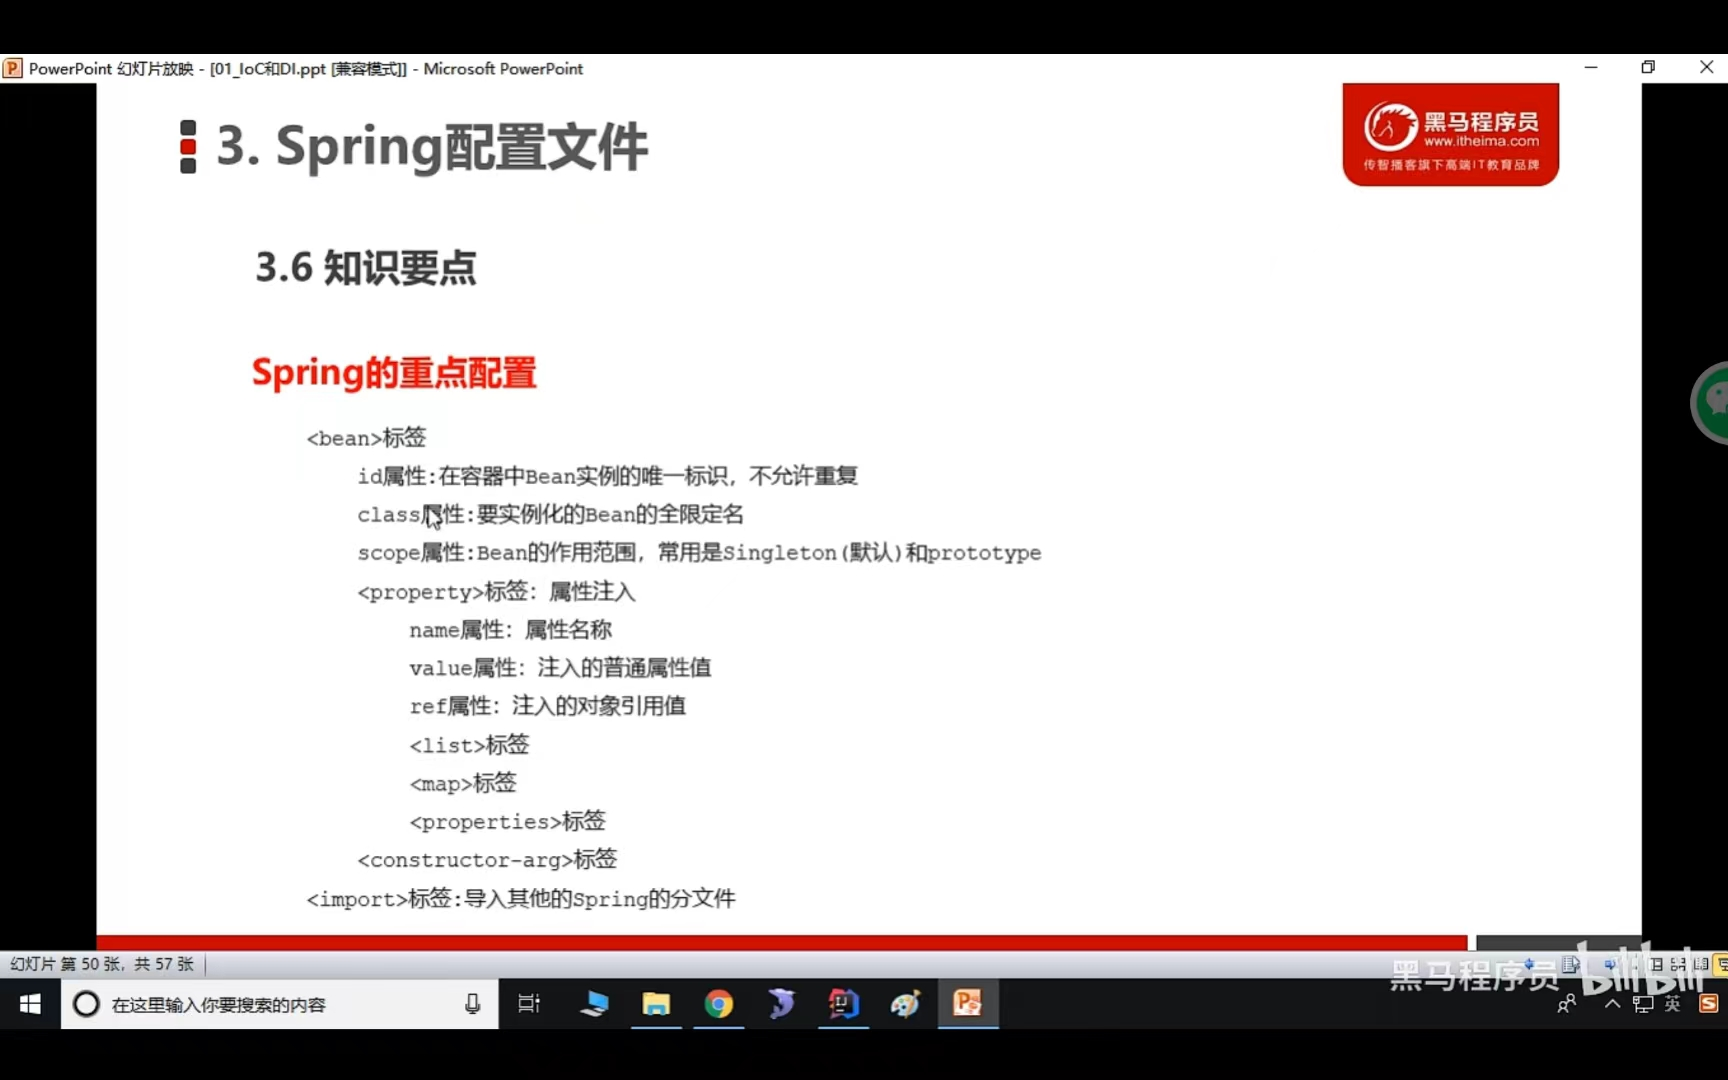 PowerPoint 幻灯片放映 - [01_IoC和DI.ppt [兼容模式]] - Microsoft PowerPoint
3. Spring配置文件
黑马程序员
www.itheima.com
传智播客旗下高端IT教育品牌
3.6 知识要点
Spring的重点配置
<bean>标签
id属性:在容器中Bean实例的唯一标识，不允许重复
class属性:要实例化的Bean的全限定名
scope属性:Bean的作用范围，常用是Singleton(默认)和prototype
<property>标签：属性注入
name属性：属性名称
value属性：注入的普通属性值
ref属性：注入的对象引用值
<list>标签
<map>标签
<properties>标签
<constructor-arg>标签
<import>标签:导入其他的Spring的分文件
幻灯片 第 50 张，共 57 张
黑马程序员 bilibili
在这里输入你要搜索的内容
英